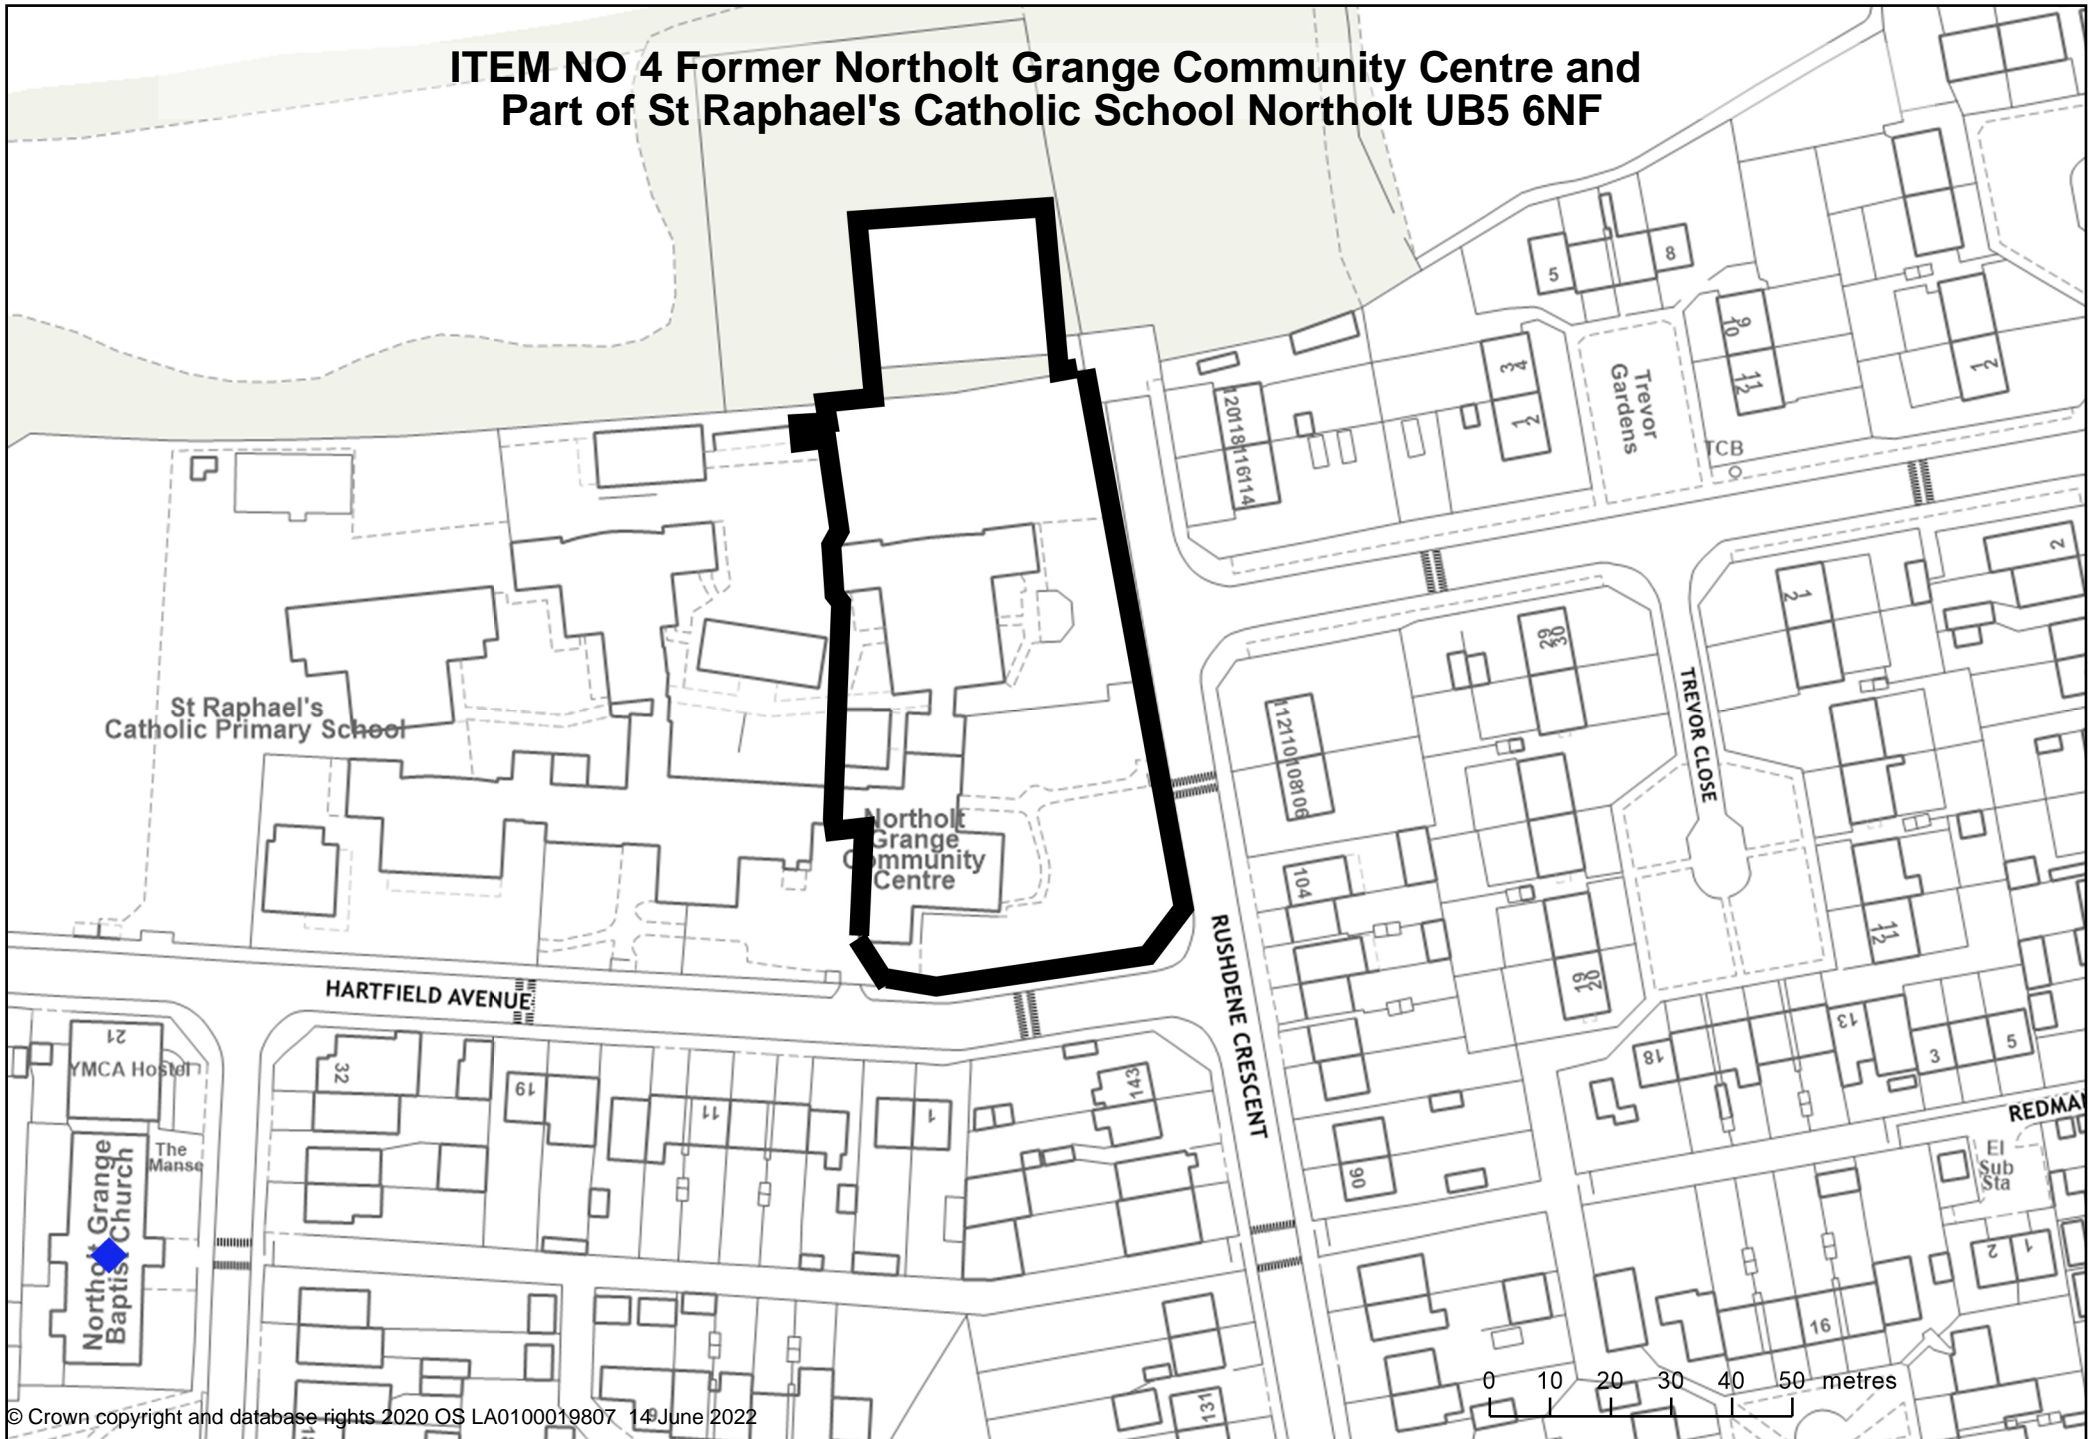 ITEM NO 4 Former Northolt Grange Community Centre and
Part of St Raphael's Catholic School Northolt UB5 6NF
5
8
9
10
11
12
3
4
1
2
1
2
Trevor
Gardens
TCB
120118116114
2
1
2
29
30
TREVOR CLOSE
St Raphael's
Catholic Primary School
112110108106
Northolt
Grange
Community
Centre
104
11
12
19
20
RUSHDENE CRESCENT
HARTFIELD AVENUE
21
YMCA Hostel
32
19
11
1
143
18
13
3
5
REDMAN
The
Manse
Northolt Grange
Baptist Church
90
El
Sub
Sta
2
1
16
131
0 10 20 30 40 50 metres
© Crown copyright and database rights 2020 OS LA0100019807 14 June 2022